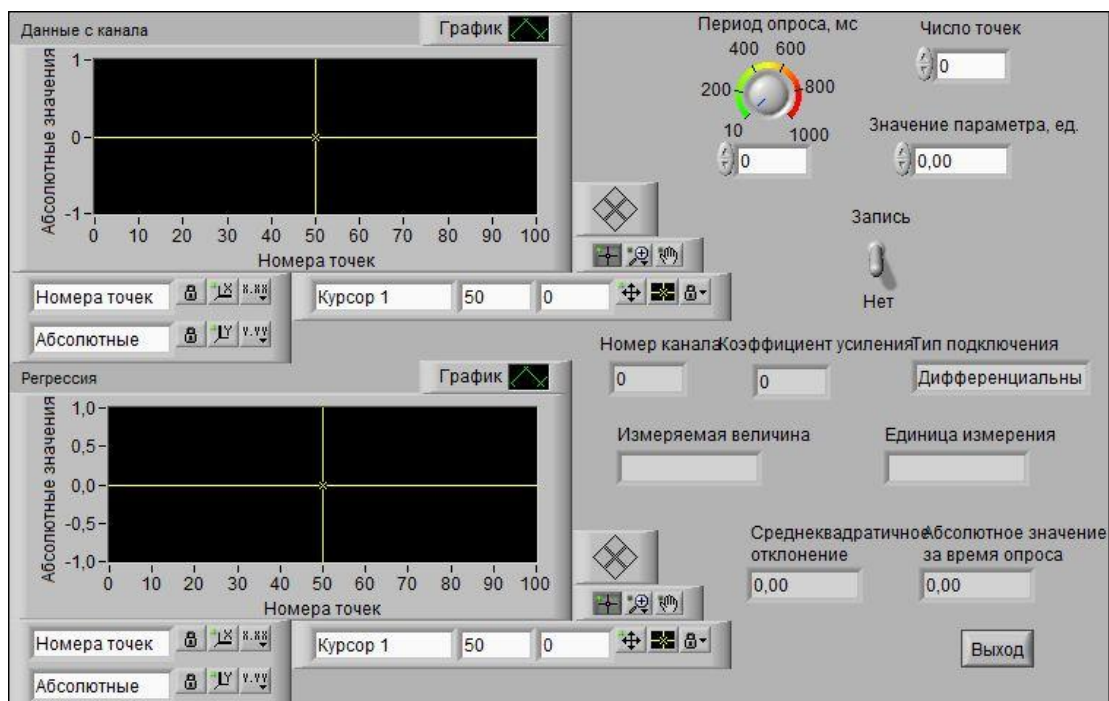 Данные с канала
График
Абсолютные значения
1
0
-1
0 10 20 30 40 50 60 70 80 90 100
Номера точек
Номера точек
X.XX
Абсолютные
Y.YY
Курсор 1 50 0
Период опроса, мс
400 600
200 800
10 1000
0
Число точек
0
Значение параметра, ед.
0,00
Запись
Нет
Номер канала
0
Коэффициент усиления
0
Тип подключения
Дифференциальны
Измеряемая величина
Единица измерения
Среднеквадратичное
отклонение
0,00
Абсолютное значение
за время опроса
0,00
Выход
Регрессия
График
Абсолютные значения
1,0
0,5
0,0
-0,5
-1,0
0 10 20 30 40 50 60 70 80 90 100
Номера точек
Номера точек
X.XX
Абсолютные
Y.YY
Курсор 1 50 0